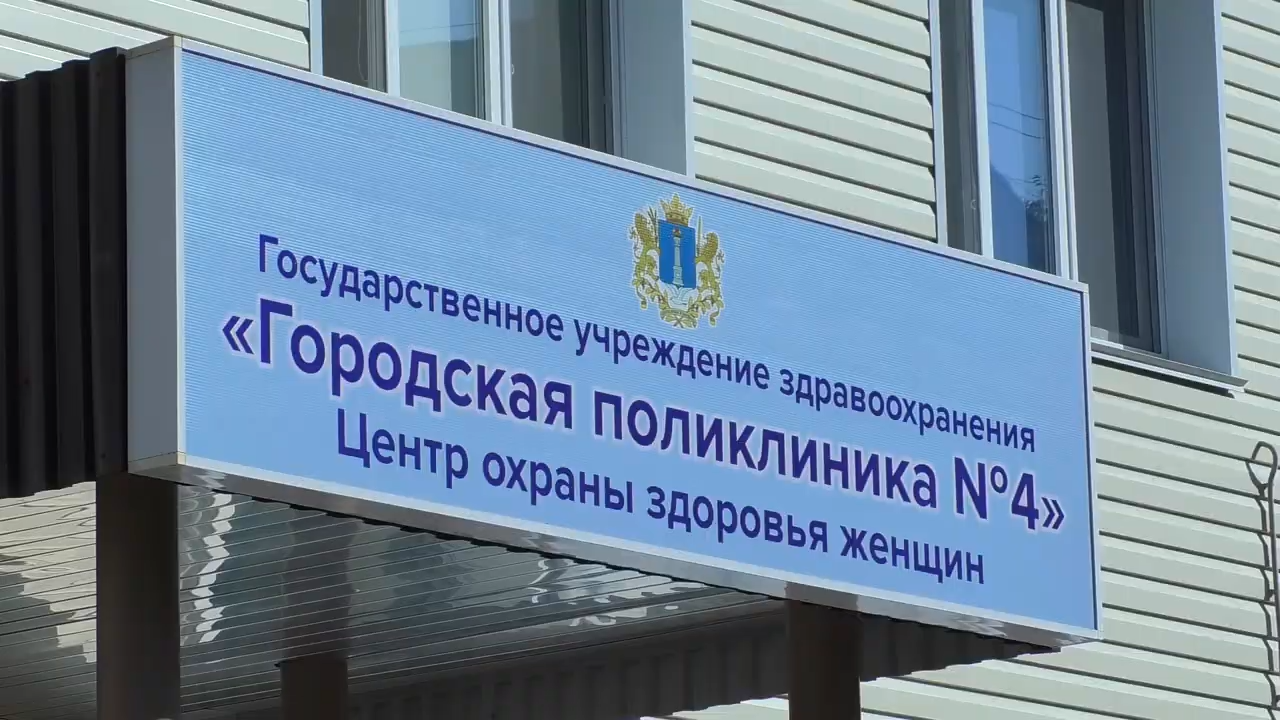 Государственное учреждение здравоохранения
«Городская поликлиника №4»
Центр охраны здоровья женщин